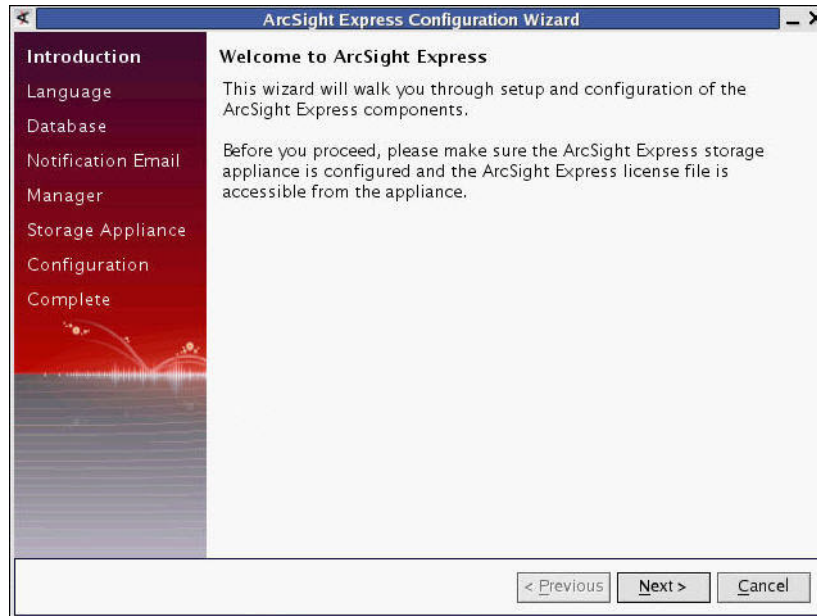 ArcSight Express Configuration Wizard
Introduction
Language
Database
Notification Email
Manager
Storage Appliance
Configuration
Complete
Welcome to ArcSight Express
This wizard will walk you through setup and configuration of the
ArcSight Express components.
Before you proceed, please make sure the ArcSight Express storage
appliance is configured and the ArcSight Express license file is
accessible from the appliance.
< Previous
Next >
Cancel